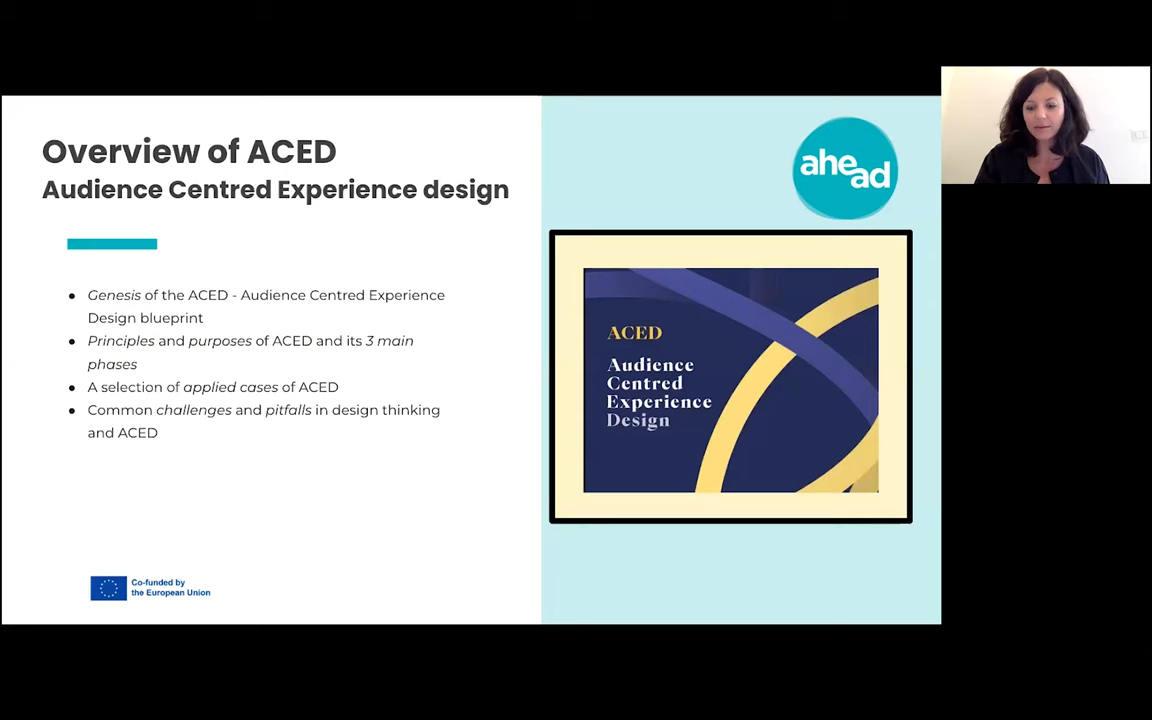 Overview of ACED
Audience Centred Experience design
• Genesis of the ACED - Audience Centred Experience
Design blueprint
• Principles and purposes of ACED and its 3 main
phases
• A selection of applied cases of ACED
• Common challenges and pitfalls in design thinking
and ACED
Co-funded by
the European Union
ahead
ACED
Audience
Centred
Experience
Design